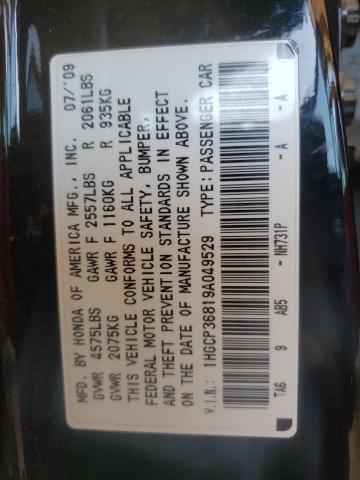 MFD. BY HONDA OF AMERICA MFG., INC. 07/'09
GVWR 4575LBS GAWR F 2557LBS R 2061LBS
GVWR 2075KG GAWR F 1160KG R 935KG
THIS VEHICLE CONFORMS TO ALL APPLICABLE
FEDERAL MOTOR VEHICLE SAFETY, BUMPER,
AND THEFT PREVENTION STANDARDS IN EFFECT
ON THE DATE OF MANUFACTURE SHOWN ABOVE.
V.I.N.: 1HGCP36819A049529 TYPE: PASSENGER CAR
TA6 9 AB5 - NH731P - A - A